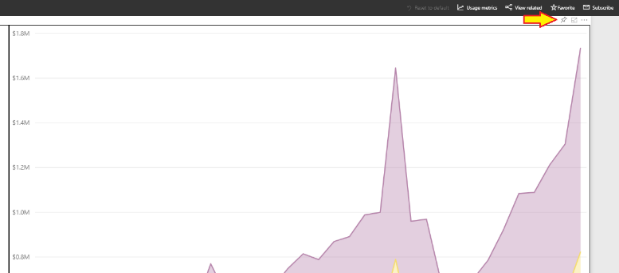 Reset to default Usage metrics View related Favorite Subscribe
$1.8M
$1.6M
$1.4M
$1.2M
$1.0M
$0.8M